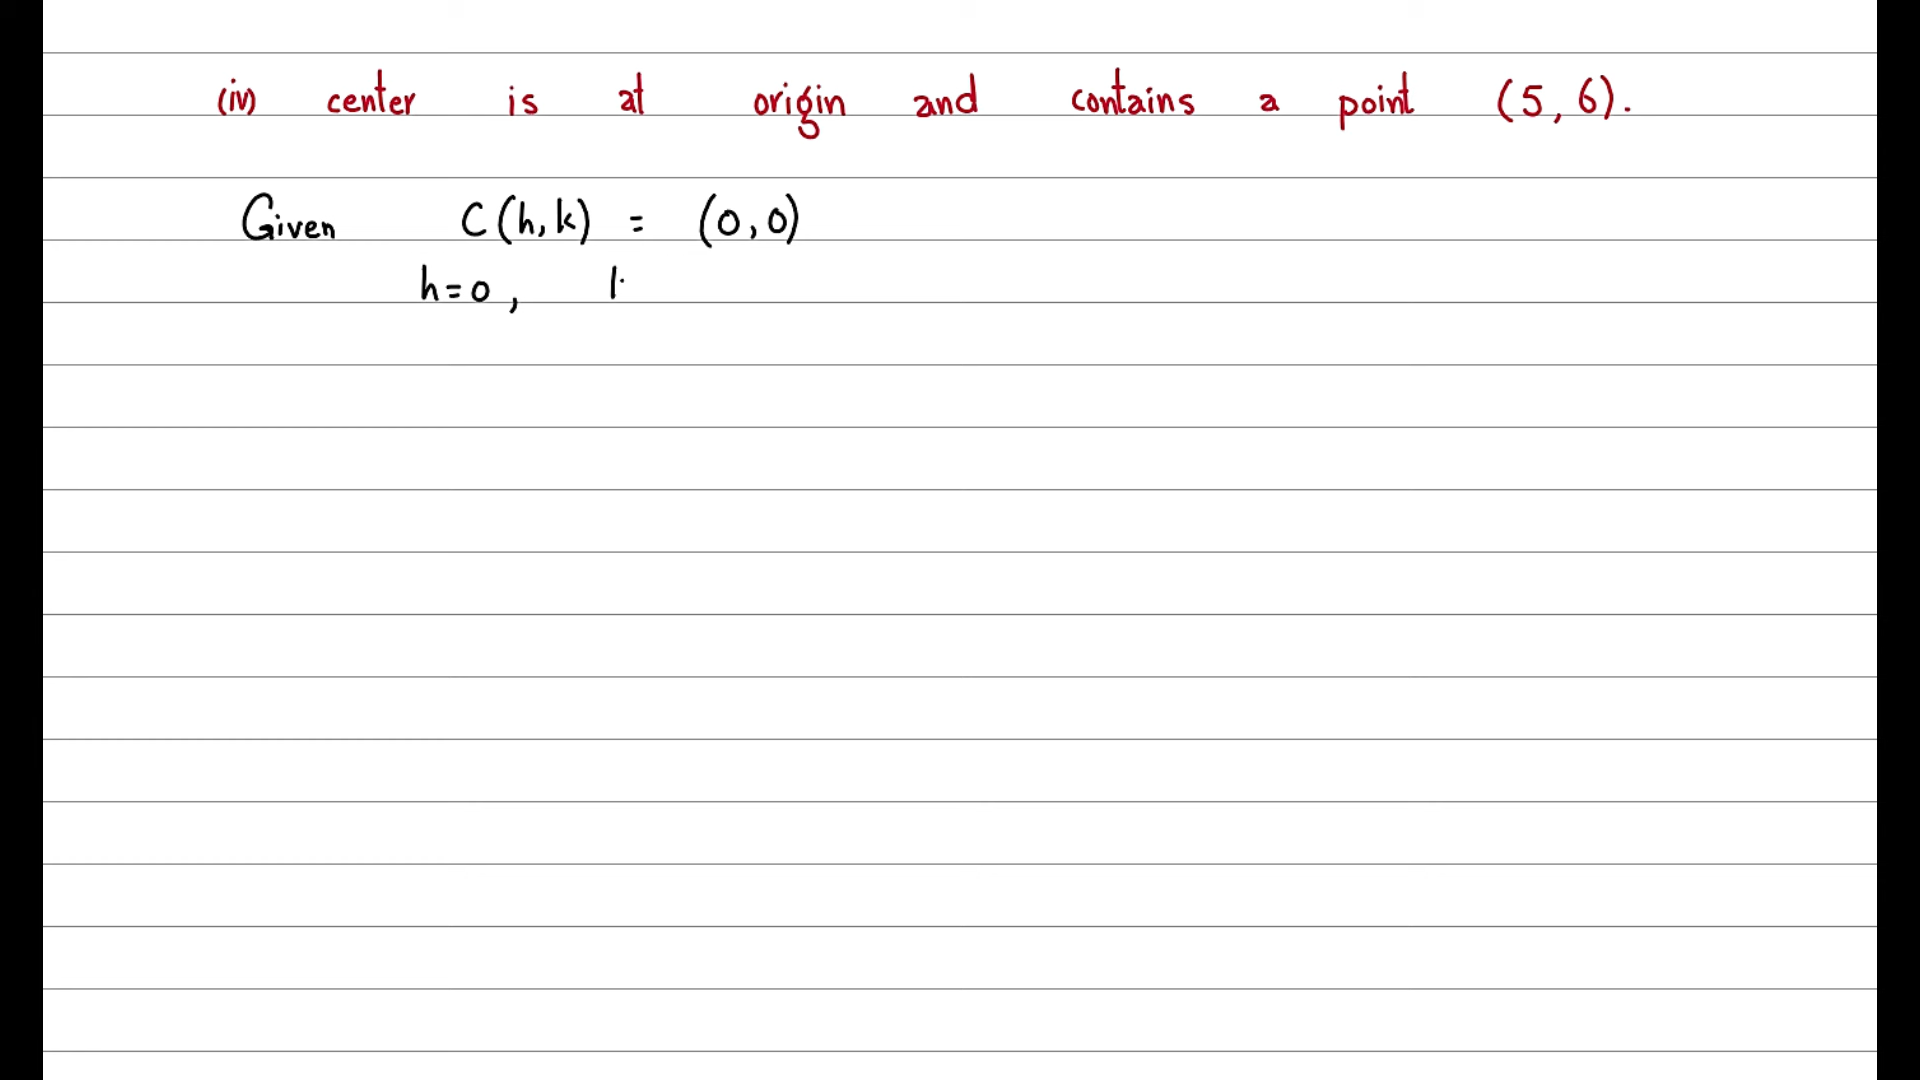 (iv) center is at origin and contains a point (5,6).
Given C(h,k) = (0,0)
h=0,